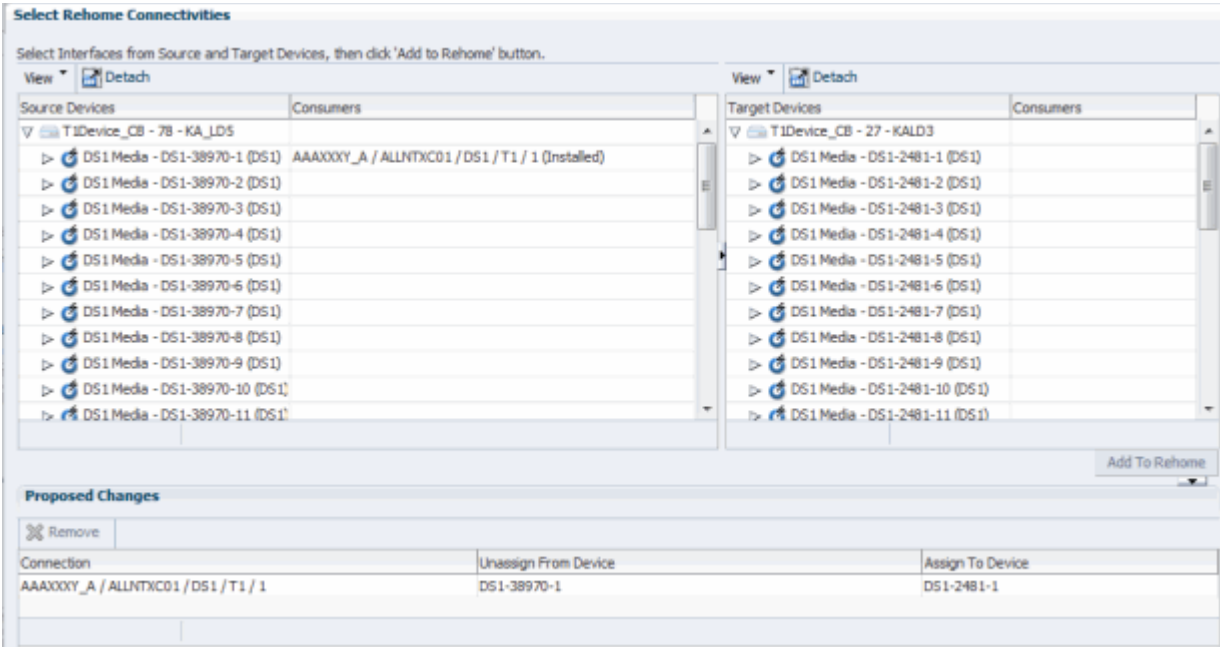 Select Rehome Connectivities
Select Interfaces from Source and Target Devices, then click 'Add to Rehome' button.
View Detach
Source Devices Consumers
T1Device_CB - 78 - KA_LD5
DS1 Media - DS1-38970-1 (DS1) AAAXXXY_A / ALLNTXC01 / DS1 / T1 / 1 (Installed)
DS1 Media - DS1-38970-2 (DS1)
DS1 Media - DS1-38970-3 (DS1)
DS1 Media - DS1-38970-4 (DS1)
DS1 Media - DS1-38970-5 (DS1)
DS1 Media - DS1-38970-6 (DS1)
DS1 Media - DS1-38970-7 (DS1)
DS1 Media - DS1-38970-8 (DS1)
DS1 Media - DS1-38970-9 (DS1)
DS1 Media - DS1-38970-10 (DS1)
DS1 Media - DS1-38970-11 (DS1)
View Detach
Target Devices Consumers
T1Device_CB - 27 - KALD3
DS1 Media - DS1-2481-1 (DS1)
DS1 Media - DS1-2481-2 (DS1)
DS1 Media - DS1-2481-3 (DS1)
DS1 Media - DS1-2481-4 (DS1)
DS1 Media - DS1-2481-5 (DS1)
DS1 Media - DS1-2481-6 (DS1)
DS1 Media - DS1-2481-7 (DS1)
DS1 Media - DS1-2481-8 (DS1)
DS1 Media - DS1-2481-9 (DS1)
DS1 Media - DS1-2481-10 (DS1)
DS1 Media - DS1-2481-11 (DS1)
Add To Rehome
Proposed Changes
Remove
Connection Unassign From Device Assign To Device
AAAXXXY_A / ALLNTXC01 / DS1 / T1 / 1 DS1-38970-1 DS1-2481-1